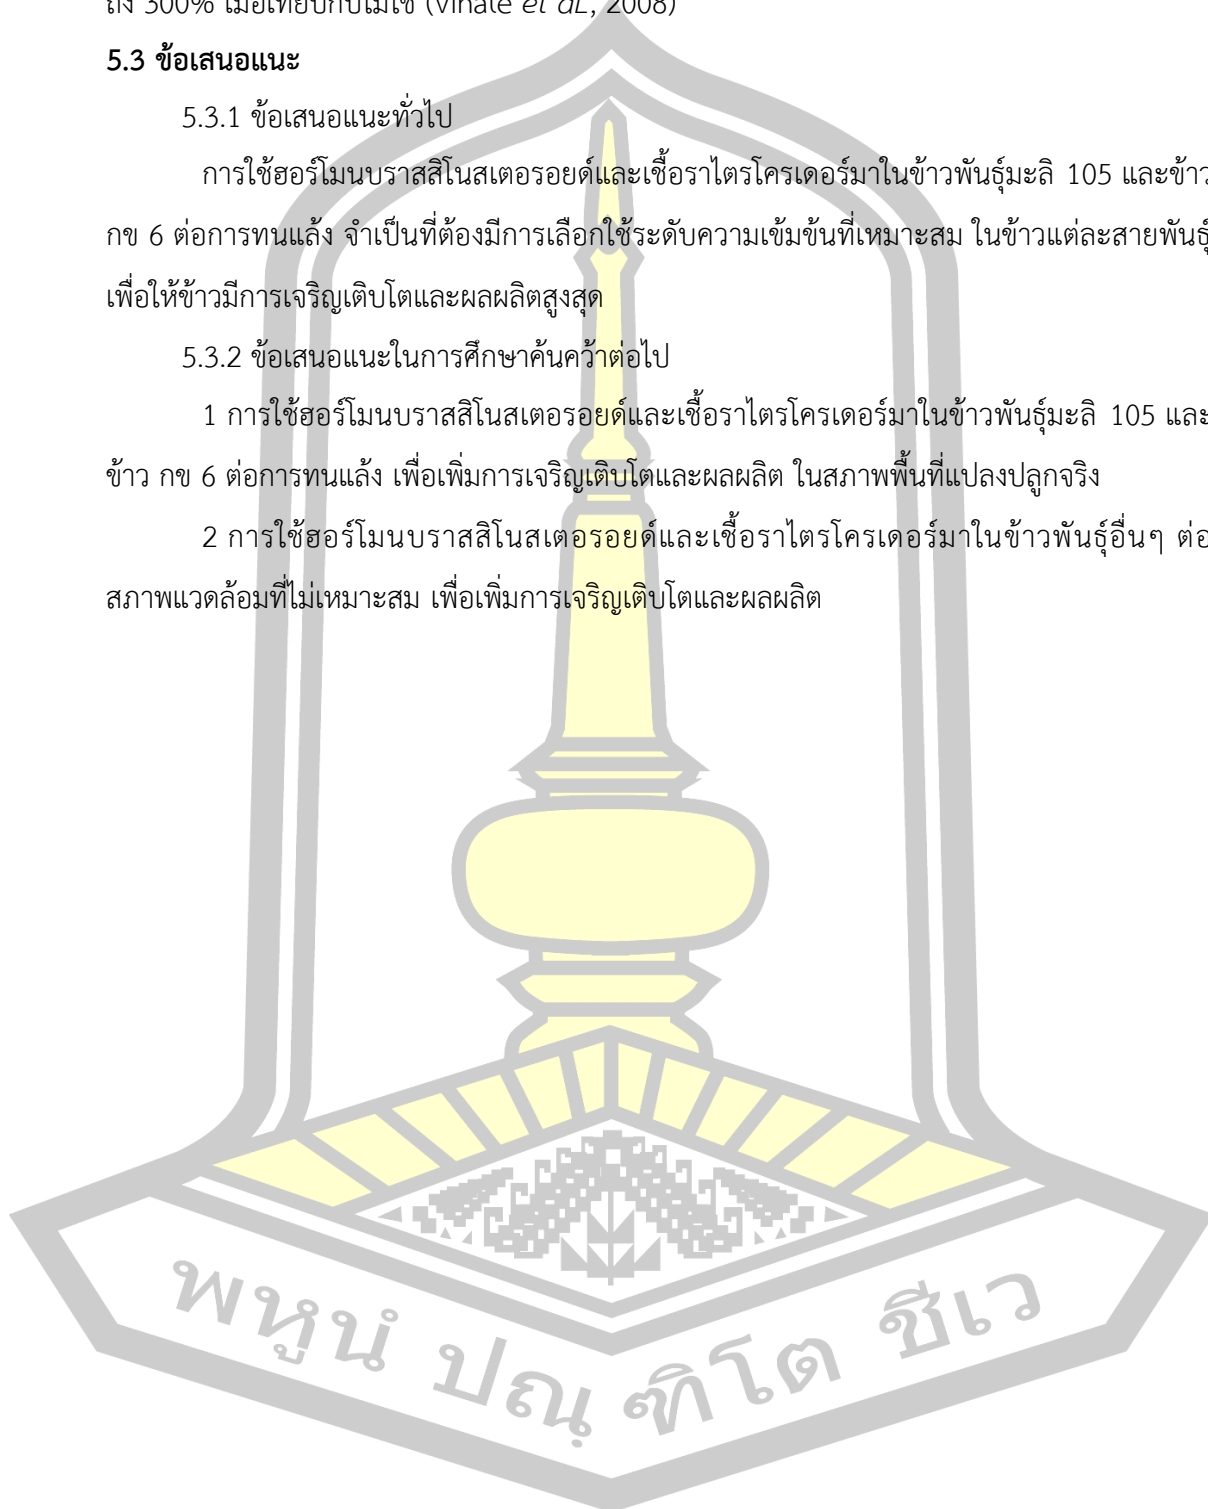 ถึง 300% เมื่อเทียบกับไม่ใช้ (Vinale et al., 2008)
5.3 ข้อเสนอแนะ
5.3.1 ข้อเสนอแนะทั่วไป
การใช้ฮอร์โมนบราสสิโนสเตอรอยด์และเชื้อราไตรโครเดอร์มาในข้าวพันธุ์มะลิ 105 และข้าว
กข 6 ต่อการทนแล้ง จำเป็นที่ต้องมีการเลือกใช้ระดับความเข้มข้นที่เหมาะสม ในข้าวแต่ละสายพันธุ์
เพื่อให้ข้าวมีการเจริญเติบโตและผลผลิตสูงสุด
5.3.2 ข้อเสนอแนะในการศึกษาค้นคว้าต่อไป
1 การใช้ฮอร์โมนบราสสิโนสเตอรอยด์และเชื้อราไตรโครเดอร์มาในข้าวพันธุ์มะลิ 105 และ
ข้าว กข 6 ต่อการทนแล้ง เพื่อเพิ่มการเจริญเติบโตและผลผลิต ในสภาพพื้นที่แปลงปลูกจริง
2 การใช้ฮอร์โมนบราสสิโนสเตอรอยด์และเชื้อราไตรโครเดอร์มาในข้าวพันธุ์อื่นๆ ต่อ
สภาพแวดล้อมที่ไม่เหมาะสม เพื่อเพิ่มการเจริญเติบโตและผลผลิต
พหูนํ ปณฺ ฑิโต ชีเว